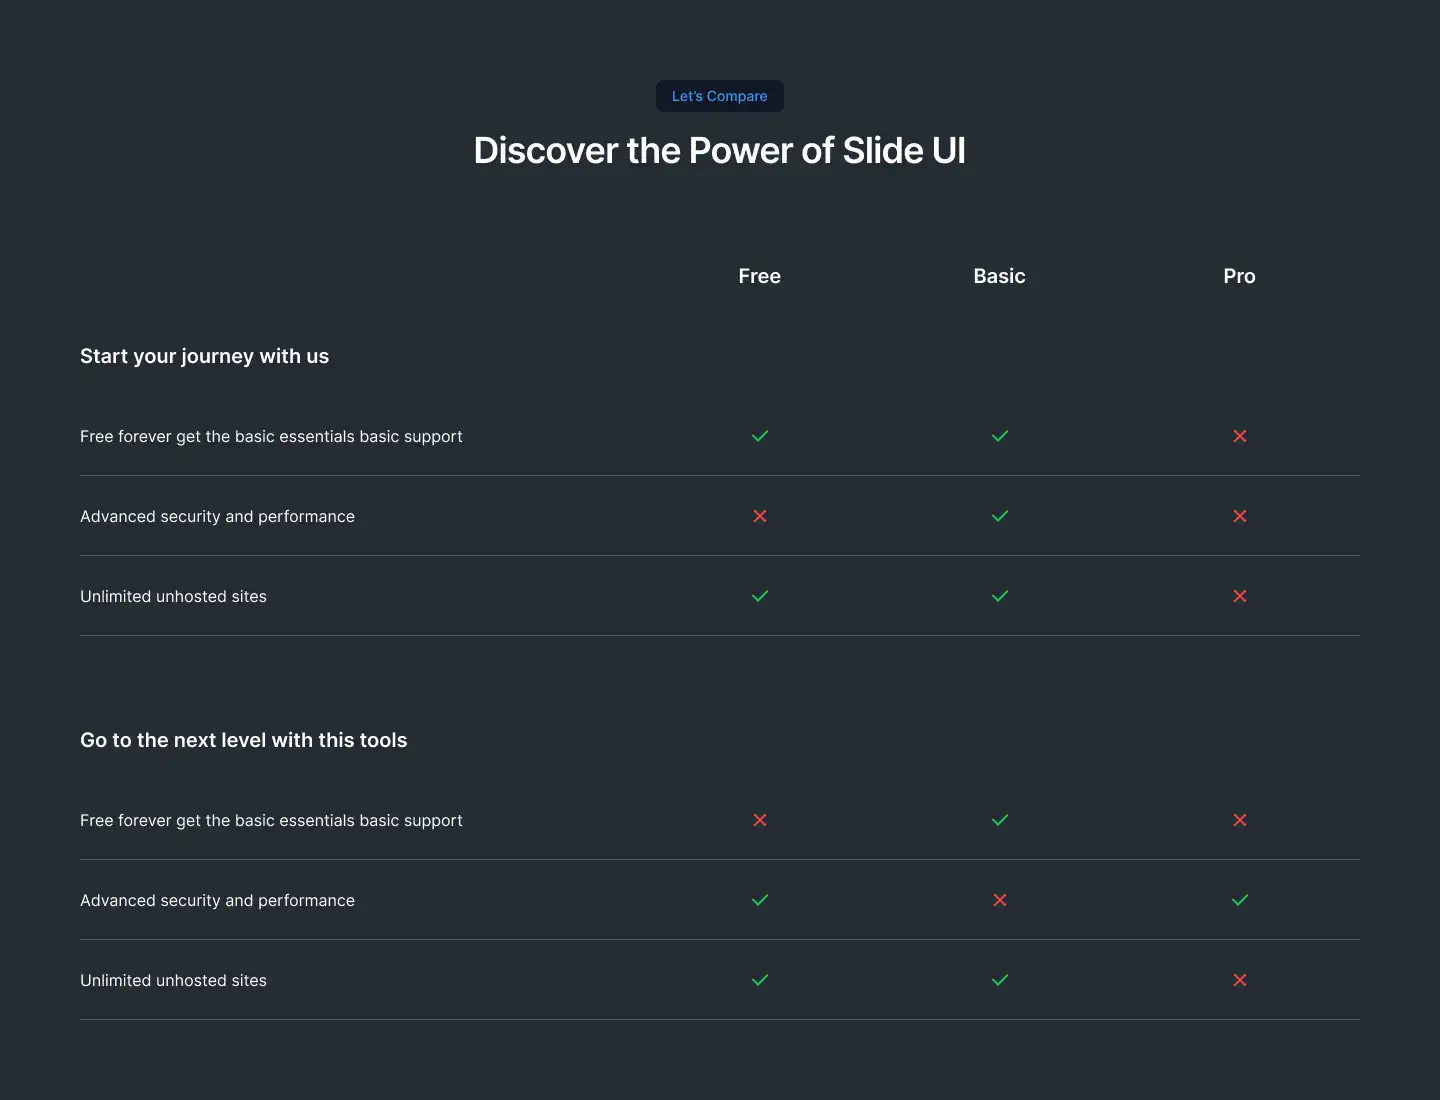 Let’s Compare
Discover the Power of Slide UI
Free Basic Pro
Start your journey with us
Free forever get the basic essentials basic support
Advanced security and performance
Unlimited unhosted sites
Go to the next level with this tools
Free forever get the basic essentials basic support
Advanced security and performance
Unlimited unhosted sites